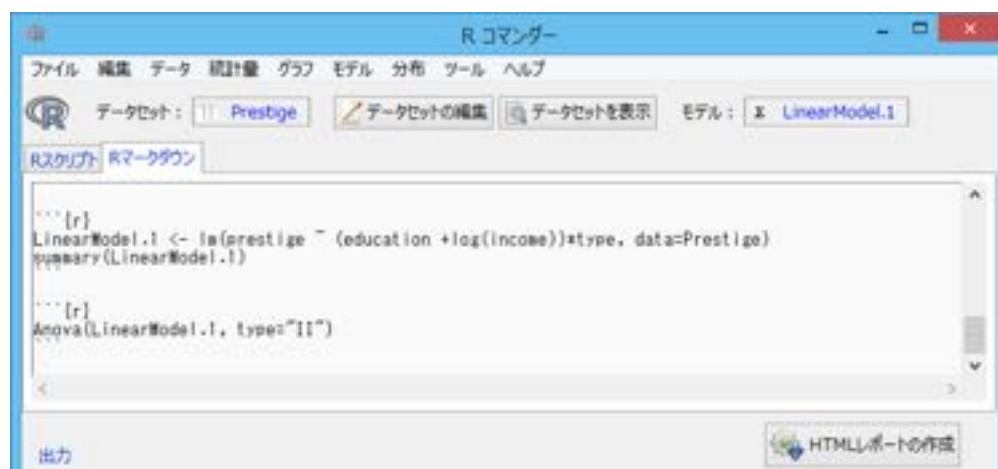 R コマンダー
ファイル 編集 データ 統計量 グラフ モデル 分布 ツール ヘルプ
データセット： Prestige データセットの編集 データセットを表示 モデル： Σ LinearModel.1
Rスクリプト Rマークダウン
```{r}
LinearModel.1 <- lm(prestige ~ (education +log(income))*type, data=Prestige)
summary(LinearModel.1)
```
```{r}
Anova(LinearModel.1, type="II")
```
出力 HTMLレポートの作成